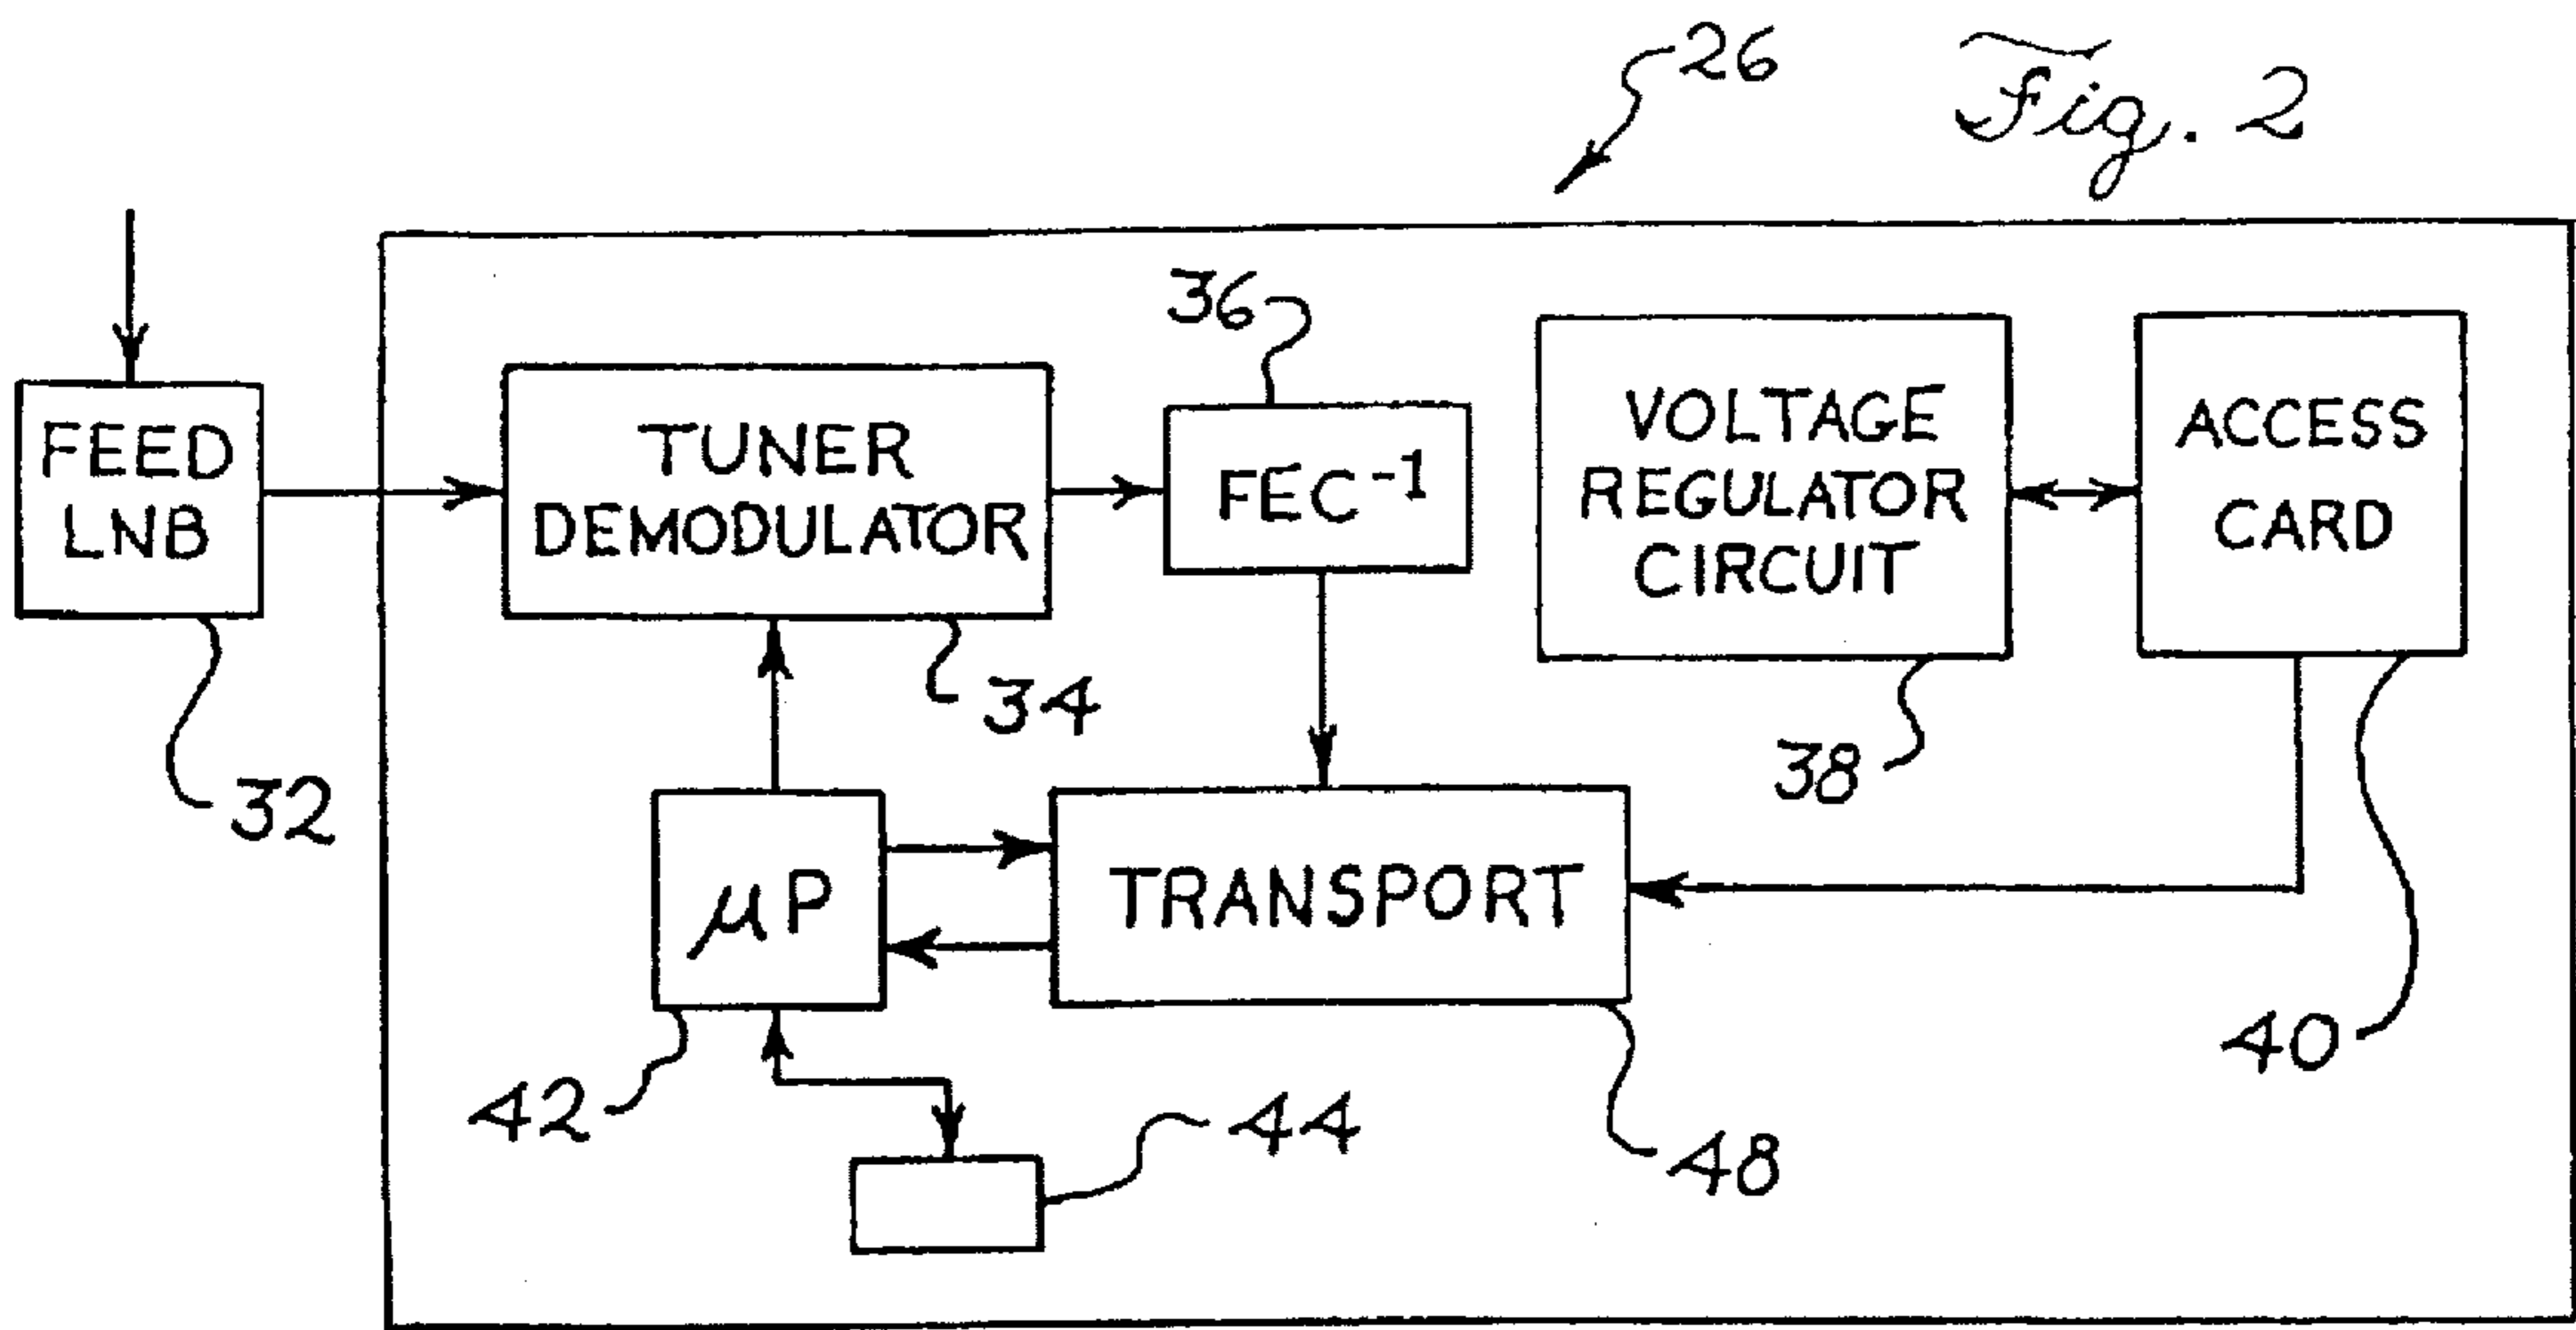 26
Fig. 2
36
FEED
LNB
TUNER
DEMODULATOR
FEC⁻¹
VOLTAGE
REGULATOR
CIRCUIT
ACCESS
CARD
32
34
38
μP
TRANSPORT
40
42
44
48